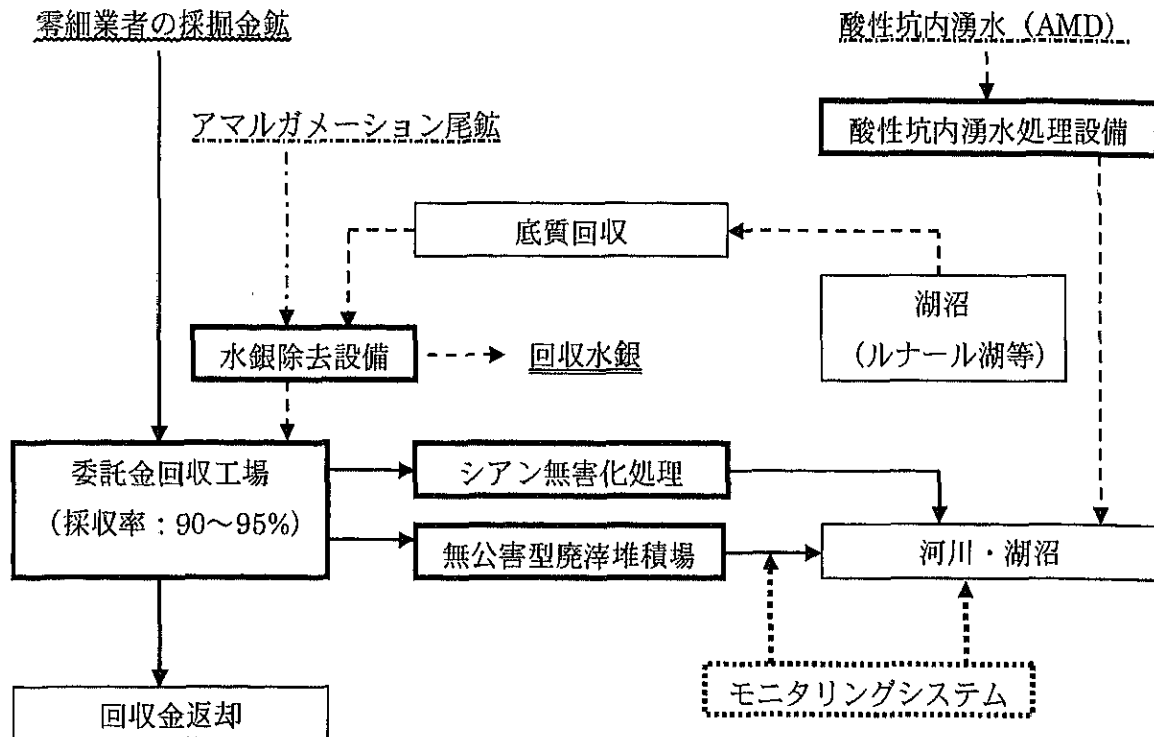 零細業者の採掘金鉱
酸性坑内湧水（AMD）
アマルガメーション尾鉱
酸性坑内湧水処理設備
底質回収
湖沼
（ルナール湖等）
水銀除去設備
回収水銀
委託金回収工場
（採収率：90〜95%）
シアン無害化処理
無公害型廃滓堆積場
河川・湖沼
モニタリングシステム
回収金返却